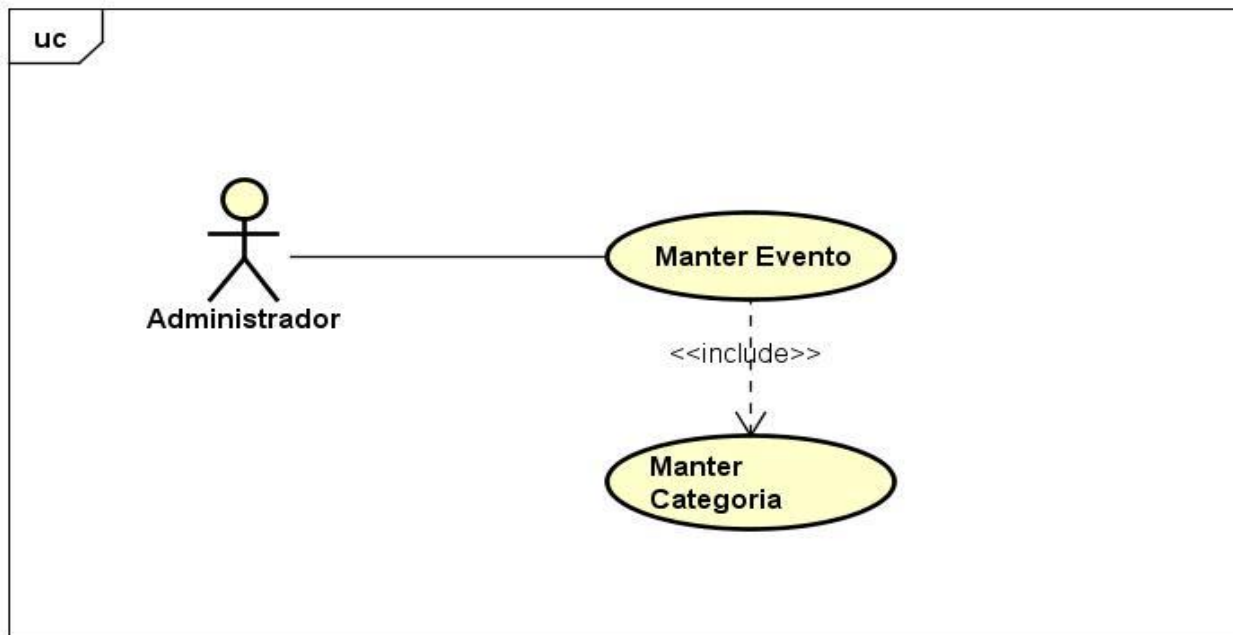 uc
Manter Evento
Administrador
<<include>>
Manter
Categoria